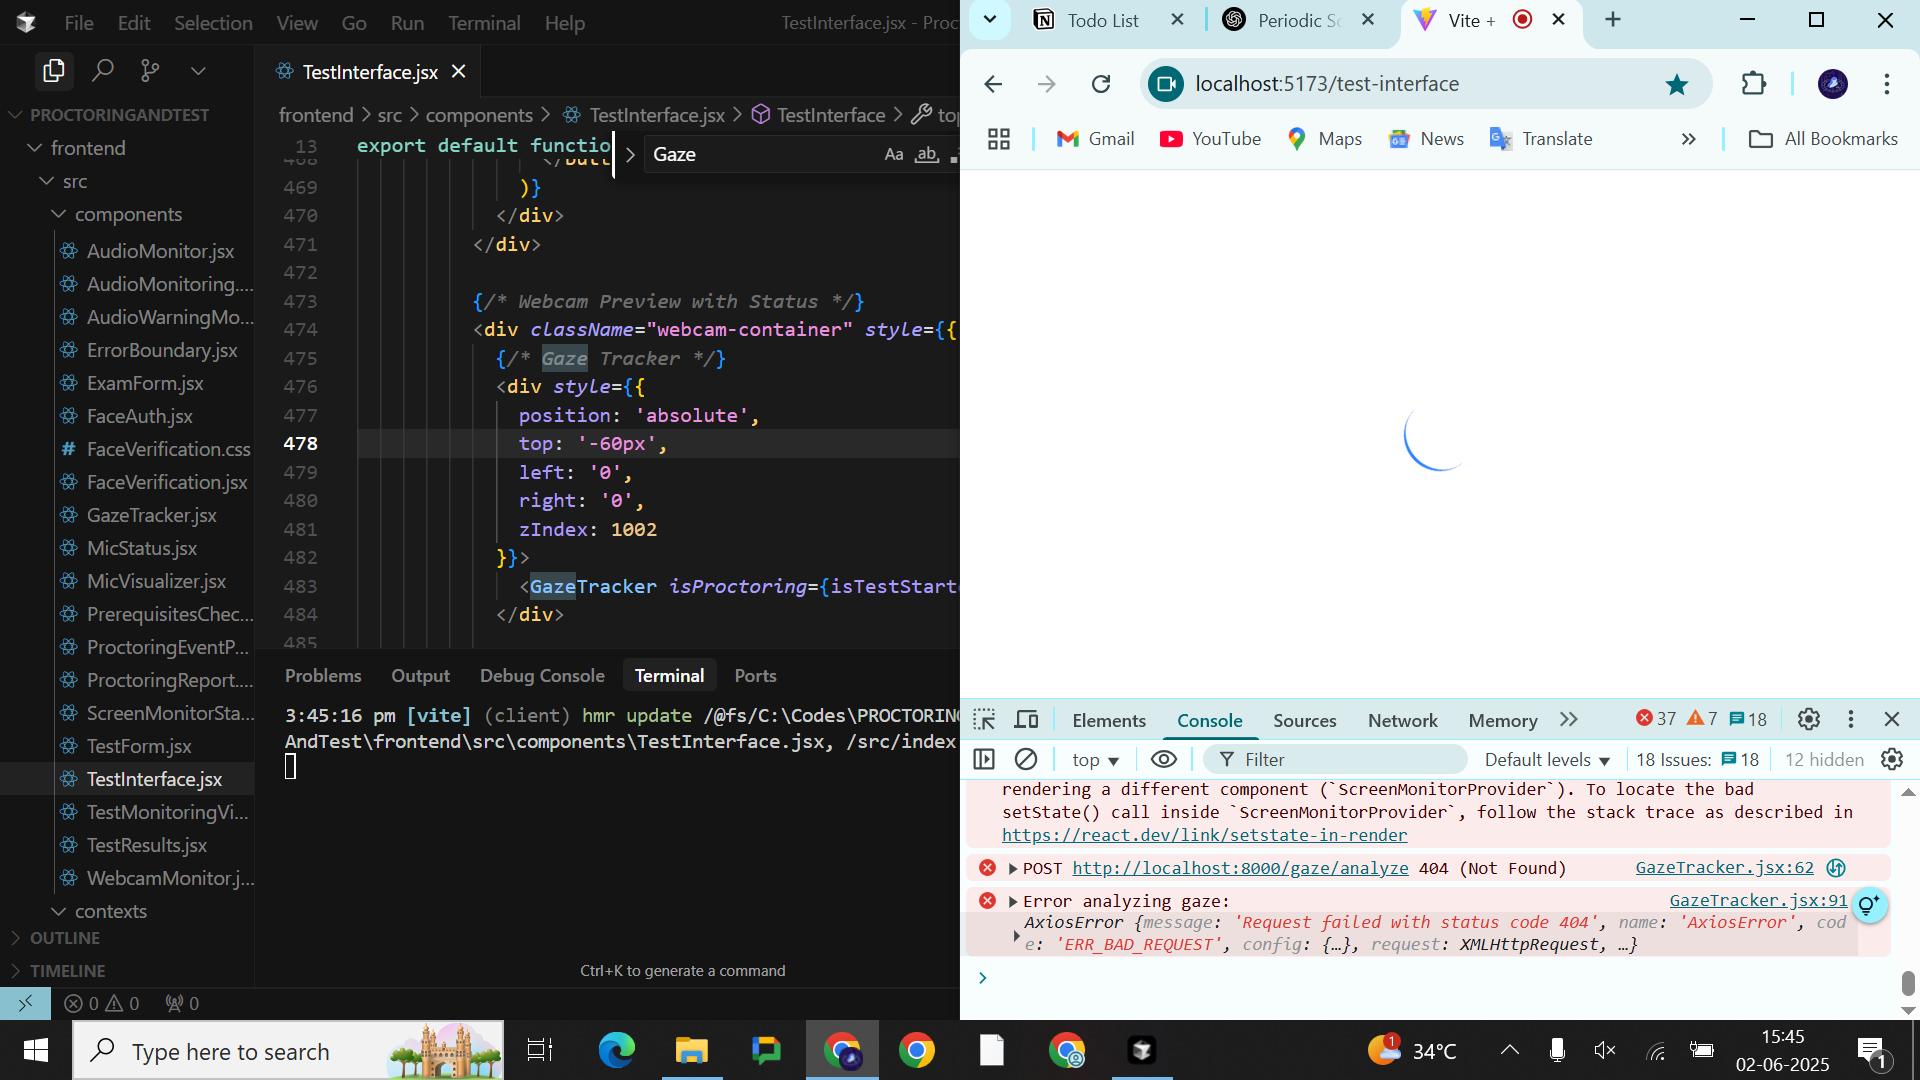 File Edit Selection View Go Run Terminal Help
TestInterface.jsx - Proc
TestInterface.jsx
PROCTORINGANDTEST
frontend
src
components
AudioMonitor.jsx
AudioMonitoring....
AudioWarningMo...
ErrorBoundary.jsx
ExamForm.jsx
FaceAuth.jsx
# FaceVerification.css
FaceVerification.jsx
GazeTracker.jsx
MicStatus.jsx
MicVisualizer.jsx
PrerequisitesChec...
ProctoringEventP...
ProctoringReport....
ScreenMonitorSta...
TestForm.jsx
TestInterface.jsx
TestMonitoringVi...
TestResults.jsx
WebcamMonitor.j...
contexts
OUTLINE
TIMELINE
frontend > src > components > TestInterface.jsx > TestInterface > top
13 export default functio
Gaze
Aa ab
468 </butt
469 )}
470 </div>
471 </div>
472
473 {/* Webcam Preview with Status */}
474 <div className="webcam-container" style={{
475 {/* Gaze Tracker */}
476 <div style={{
477 position: 'absolute',
478 top: '-60px',
479 left: '0',
480 right: '0',
481 zIndex: 1002
482 }}>
483 <GazeTracker isProctoring={isTestStarte
484 </div>
485
Problems Output Debug Console Terminal Ports
3:45:16 pm [vite] (client) hmr update /@fs/C:\Codes\PROCTORING
AndTest\frontend\src\components\TestInterface.jsx, /src/index
Ctrl+K to generate a command
0 0 0
Todo List
Periodic Sc
Vite +
localhost:5173/test-interface
Gmail YouTube Maps News Translate » All Bookmarks
Elements Console Sources Network Memory 37 7 18
top Filter Default levels 18 Issues: 18 12 hidden
rendering a different component (`ScreenMonitorProvider`). To locate the bad
setState() call inside `ScreenMonitorProvider`, follow the stack trace as described in
https://react.dev/link/setstate-in-render
POST http://localhost:8000/gaze/analyze 404 (Not Found) GazeTracker.jsx:62
Error analyzing gaze: GazeTracker.jsx:91
AxiosError {message: 'Request failed with status code 404', name: 'AxiosError', cod
e: 'ERR_BAD_REQUEST', config: {…}, request: XMLHttpRequest, …}
Type here to search
1
34°C
15:45
02-06-2025
1